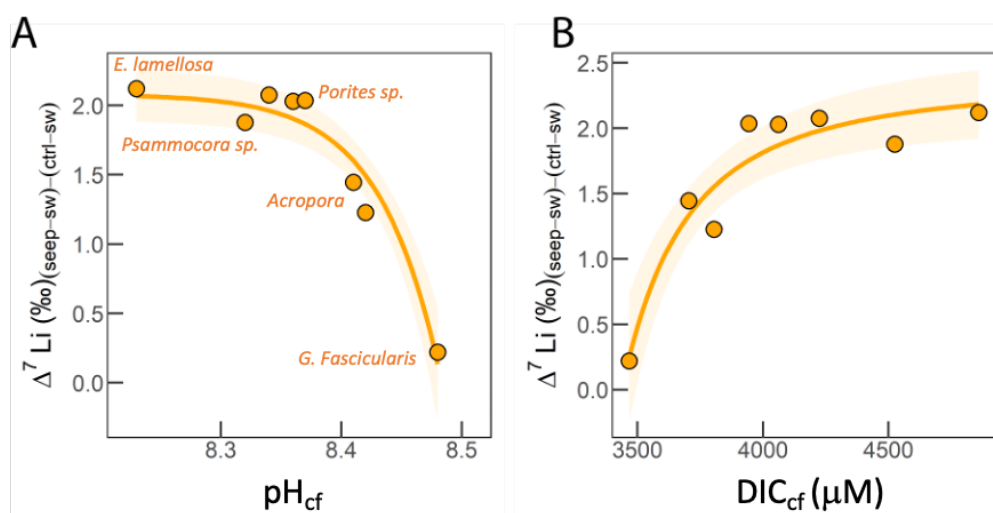 A
E. lamellosa
Porites sp.
Psammocora sp.
Acropora
G. Fascicularis
Δ⁷ Li (‰)(seep−sw)−(ctrl−sw)
2.0
1.5
1.0
0.5
0.0
8.3 8.4 8.5
pHcf
B
Δ⁷ Li (‰)(seep−sw)−(ctrl−sw)
2.5
2.0
1.5
1.0
0.5
0.0
3500 4000 4500
DICcf (μM)